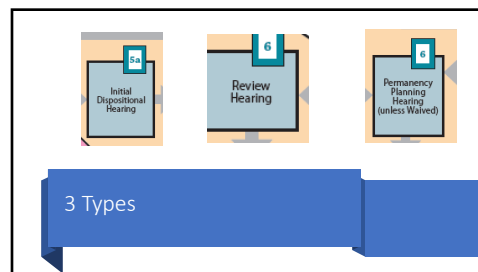 5a
Initial
Dispositional
Hearing
6
Review
Hearing
6
Permanency
Planning
Hearing
(unless Waived)
3 Types